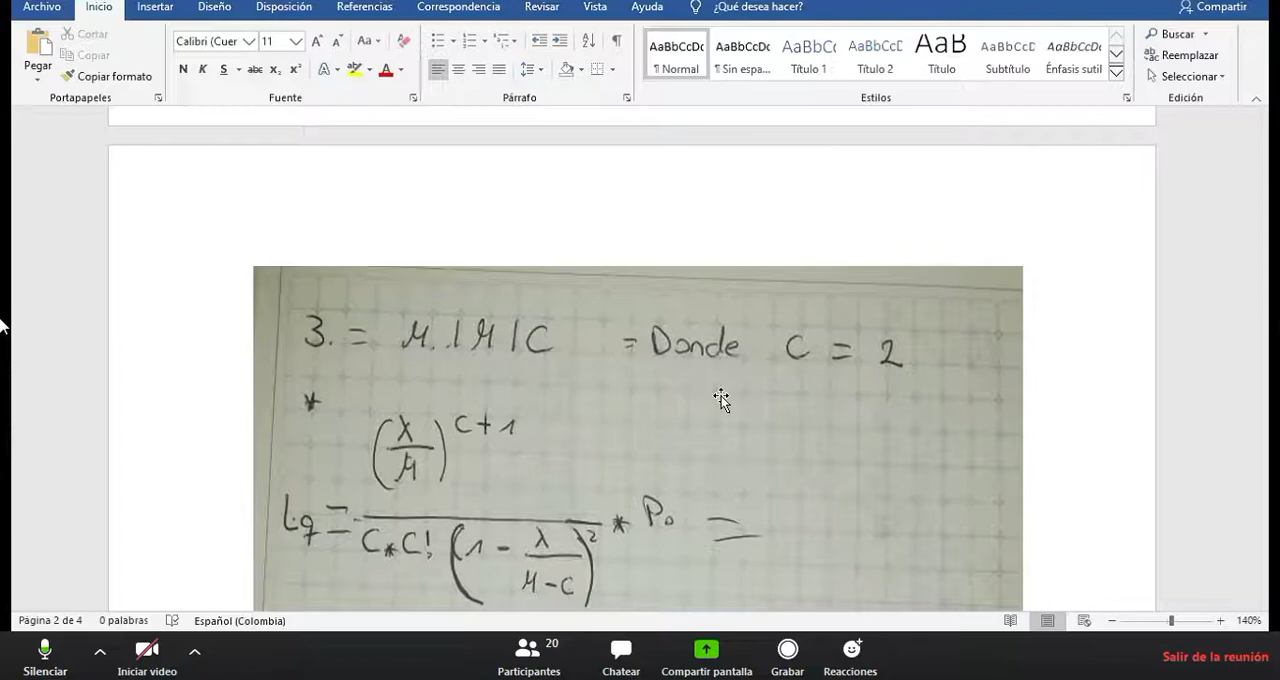 Archivo Inicio Insertar Diseño Disposición Referencias Correspondencia Revisar Vista Ayuda ¿Qué desea hacer? Compartir
Pegar
Cortar
Copiar
Copiar formato
Portapapeles
Calibri (Cuer 11 A A Aa
N K S abc x₂ x² A A
Fuente
Párrafo
AaBbCcDc AaBbCcDc AaBbCc AaBbCcD AaB AaBbCcD AaBbCcDc
¶ Normal ¶ Sin espa... Título 1 Título 2 Título Subtítulo Énfasis sutil
Estilos
Buscar
Reemplazar
Seleccionar
Edición
3. = M./M/C = Donde C = 2
*
(λ/μ)^(C+1)
Lq = ───────── * P₀ =
C*C! (1 - λ/(μ-C))²
Página 2 de 4 0 palabras Español (Colombia) 140%
Silenciar Iniciar video Participantes 20 Chatear Compartir pantalla Grabar Reacciones Salir de la reunión